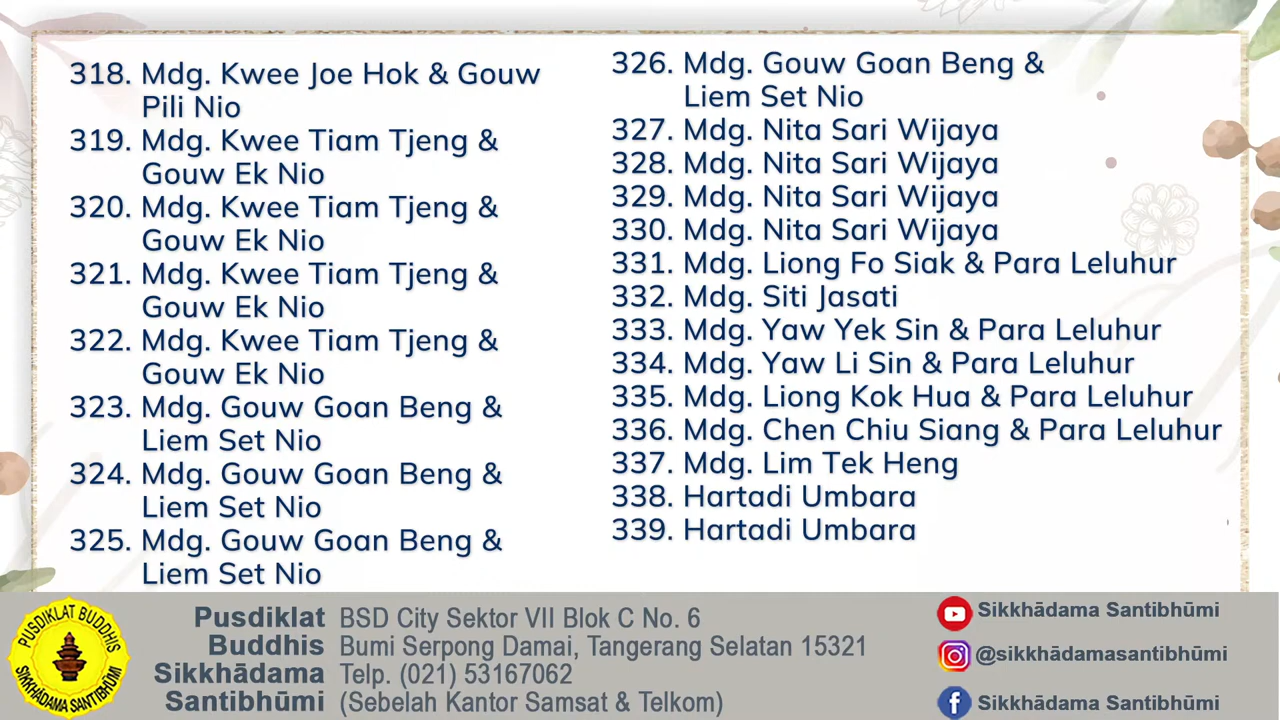 318. Mdg. Kwee Joe Hok & Gouw
Pili Nio
319. Mdg. Kwee Tiam Tjeng &
Gouw Ek Nio
320. Mdg. Kwee Tiam Tjeng &
Gouw Ek Nio
321. Mdg. Kwee Tiam Tjeng &
Gouw Ek Nio
322. Mdg. Kwee Tiam Tjeng &
Gouw Ek Nio
323. Mdg. Gouw Goan Beng &
Liem Set Nio
324. Mdg. Gouw Goan Beng &
Liem Set Nio
325. Mdg. Gouw Goan Beng &
Liem Set Nio
326. Mdg. Gouw Goan Beng &
Liem Set Nio
327. Mdg. Nita Sari Wijaya
328. Mdg. Nita Sari Wijaya
329. Mdg. Nita Sari Wijaya
330. Mdg. Nita Sari Wijaya
331. Mdg. Liong Fo Siak & Para Leluhur
332. Mdg. Siti Jasati
333. Mdg. Yaw Yek Sin & Para Leluhur
334. Mdg. Yaw Li Sin & Para Leluhur
335. Mdg. Liong Kok Hua & Para Leluhur
336. Mdg. Chen Chiu Siang & Para Leluhur
337. Mdg. Lim Tek Heng
338. Hartadi Umbara
339. Hartadi Umbara
PUSDIKLAT BUDDHIS
SIKKHĀDAMA SANTIBHŪMI
Pusdiklat
Buddhis
Sikkhādama
Santibhūmi
BSD City Sektor VII Blok C No. 6
Bumi Serpong Damai, Tangerang Selatan 15321
Telp. (021) 53167062
(Sebelah Kantor Samsat & Telkom)
Sikkhādama Santibhūmi
@sikkhādamasantibhūmi
Sikkhādama Santibhūmi